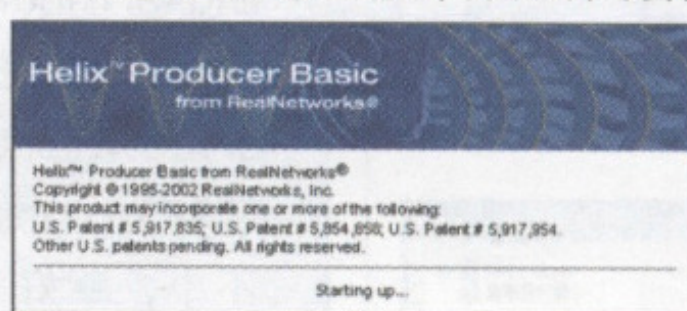 Helix™ Producer Basic
from RealNetworks®
Helix™ Producer Basic from RealNetworks®
Copyright © 1995-2002 RealNetworks, Inc.
This product may incorporate one or more of the following:
U.S. Patent # 5,917,835; U.S. Patent # 5,854,858; U.S. Patent # 5,917,954.
Other U.S. patents pending. All rights reserved.
Starting up...